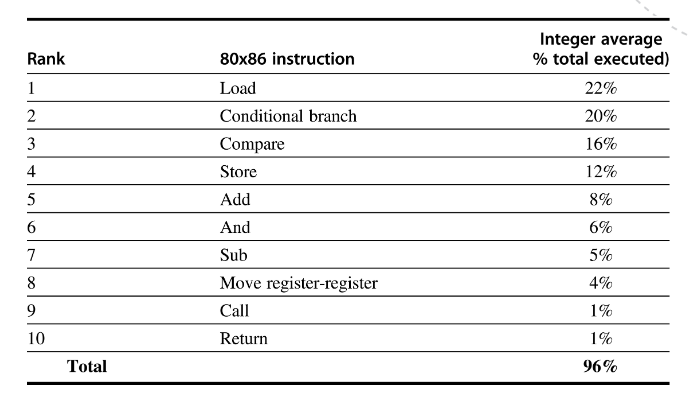 Integer average
Rank 80x86 instruction % total executed)
1 Load 22%
2 Conditional branch 20%
3 Compare 16%
4 Store 12%
5 Add 8%
6 And 6%
7 Sub 5%
8 Move register-register 4%
9 Call 1%
10 Return 1%
Total 96%